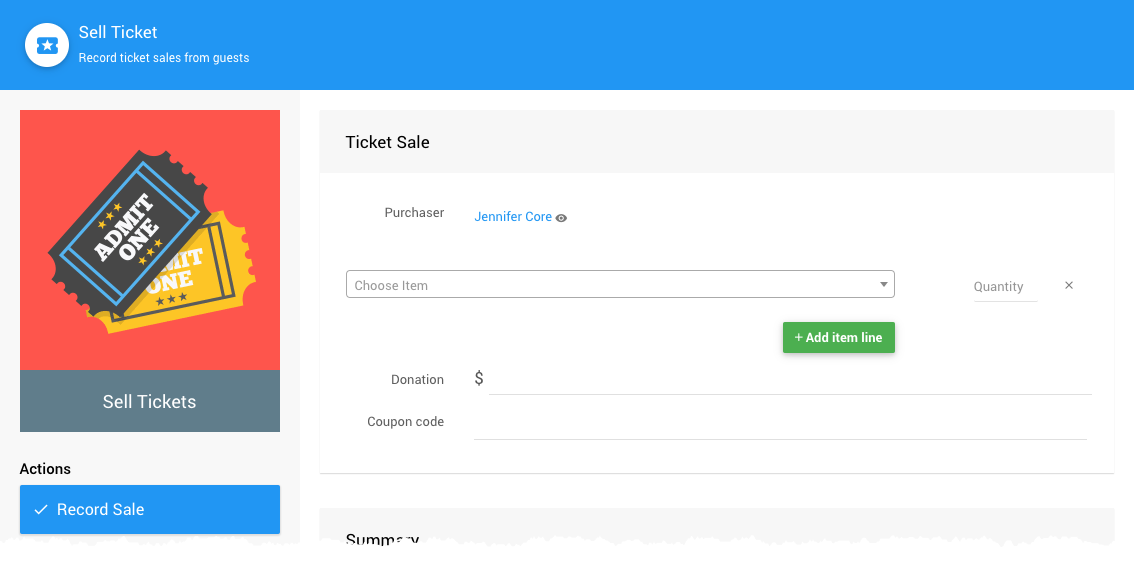 Sell Ticket
Record ticket sales from guests
ADMIT
ONE
MIT
ONE
Sell Tickets
Actions
Record Sale
Ticket Sale
Purchaser
Jennifer Core
Choose Item
Quantity
×
+ Add item line
Donation
$
Coupon code
Summary